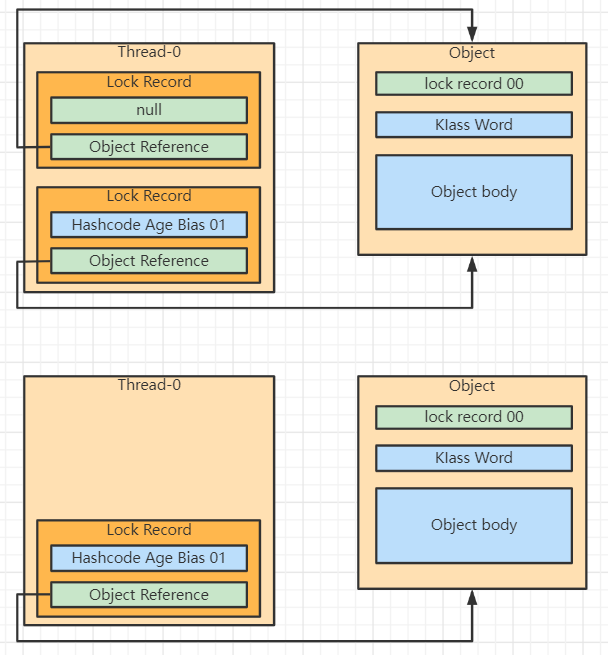 Thread-0
Lock Record
null
Object Reference
Lock Record
Hashcode Age Bias 01
Object Reference
Object
lock record 00
Klass Word
Object body
Thread-0
Lock Record
Hashcode Age Bias 01
Object Reference
Object
lock record 00
Klass Word
Object body